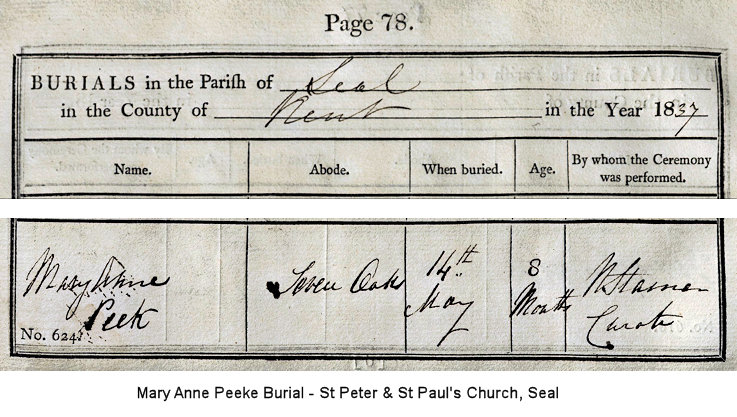 Page 78.
BURIALS in the Pariſh of Seal
in the County of Kent in the Year 1837
Name. Abode. When buried. Age. By whom the Ceremony was performed.
Mary Anne Seven Oaks 14th 8
Peek May Months Curate
No. 624.
Mary Anne Peeke Burial - St Peter & St Paul's Church, Seal